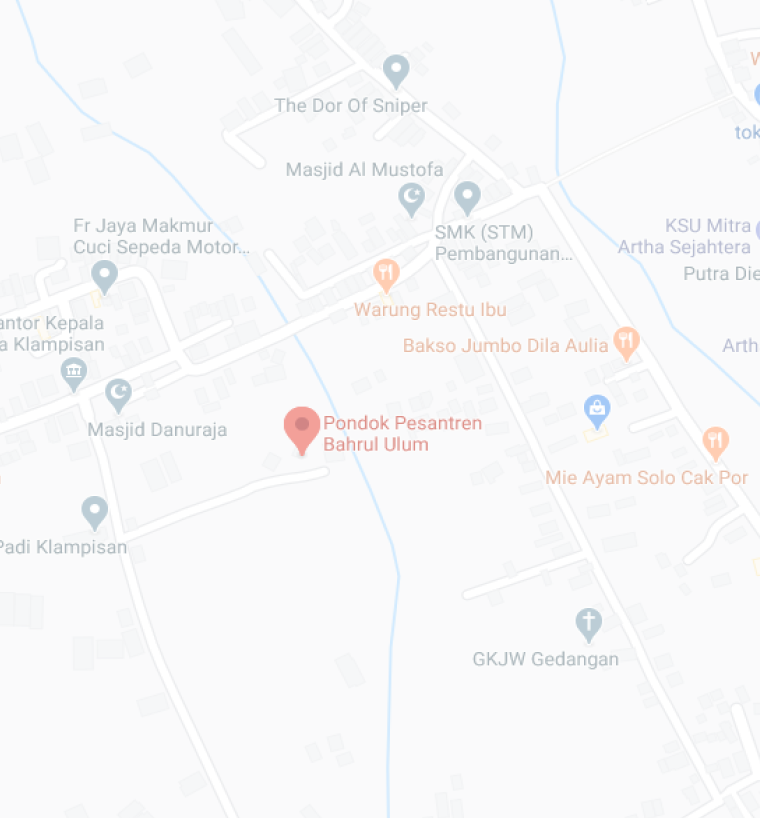 The Dor Of Sniper
tok
Masjid Al Mustofa
Fr Jaya Makmur
Cuci Sepeda Motor...
SMK (STM)
Pembangunan...
KSU Mitra
Artha Sejahtera
Putra Die
Warung Restu Ibu
antor Kepala
a Klampisan
Bakso Jumbo Dila Aulia
Arth
Masjid Danuraja
Pondok Pesantren
Bahrul Ulum
Mie Ayam Solo Cak Por
Padi Klampisan
GKJW Gedangan